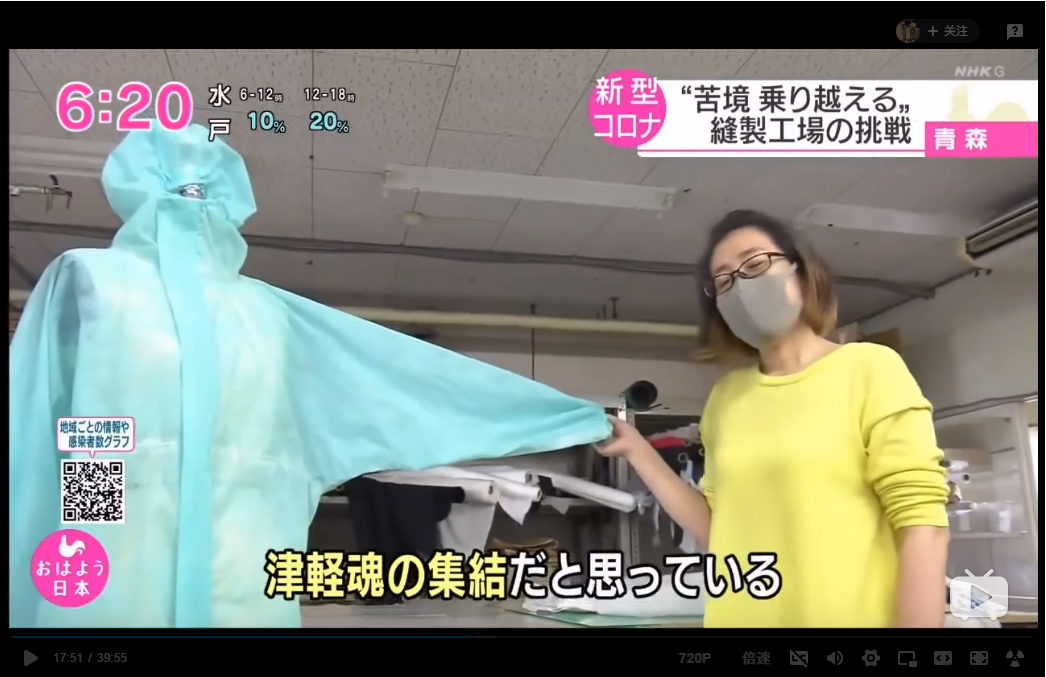 + 关注
?
NHK G
6:20
水戸
6-12時 12-18時
10% 20%
新型コロナ
“苦境 乗り越える„
縫製工場の挑戦
青森
地域ごとの情報や
感染者数グラフ
おはよう
日本
津軽魂の集結だと思っている
17:51 / 39:55
720P 倍速